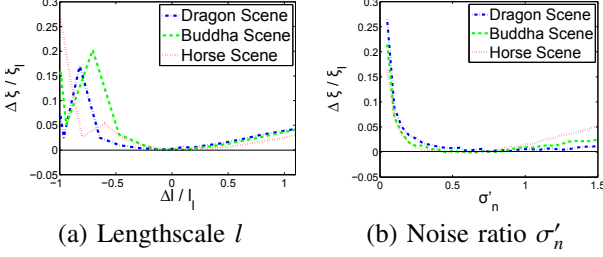 0.3
0.25
0.2
0.15
0.1
0.05
0
−0.05
Δ ξ / ξ_l
Dragon Scene
Buddha Scene
Horse Scene
−1 −0.5 0 0.5 1
Δl / l_l
(a) Lengthscale l
0.3
0.25
0.2
0.15
0.1
0.05
0
−0.05
Δ ξ / ξ_l
Dragon Scene
Buddha Scene
Horse Scene
0 0.5 1 1.5
σ'_n
(b) Noise ratio σ′_n